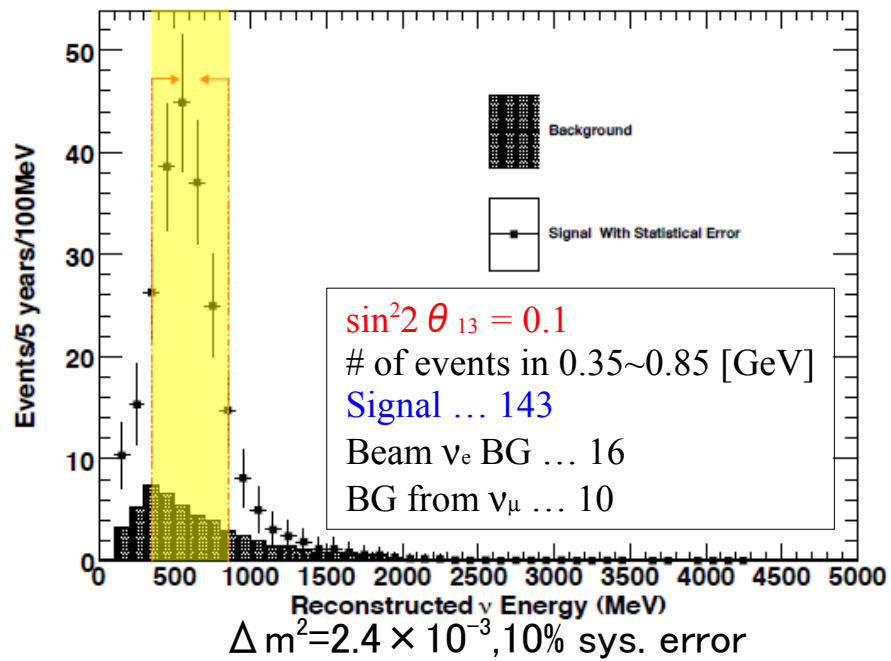 50
40
30
20
10
0
Events/5 years/100MeV
Background
Signal With Statistical Error
sin²2 θ ₁₃ = 0.1
# of events in 0.35~0.85 [GeV]
Signal … 143
Beam νₑ BG … 16
BG from ν_μ … 10
0 500 1000 1500 2000 2500 3000 3500 4000 4500 5000
Reconstructed ν Energy (MeV)
Δ m²=2.4 × 10⁻³,10% sys. error